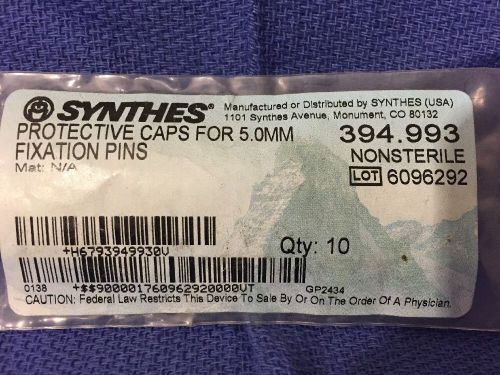 SYNTHES®
Manufactured or Distributed by SYNTHES (USA)
1101 Synthes Avenue, Monument, CO 80132
PROTECTIVE CAPS FOR 5.0MM
FIXATION PINS
Mat: N/A
394.993
NONSTERILE
LOT 6096292
+H6793949930V
Qty: 10
0138
+$$900001760962920000VT
GP2434
CAUTION: Federal Law Restricts This Device To Sale By Or On The Order Of A Physician.